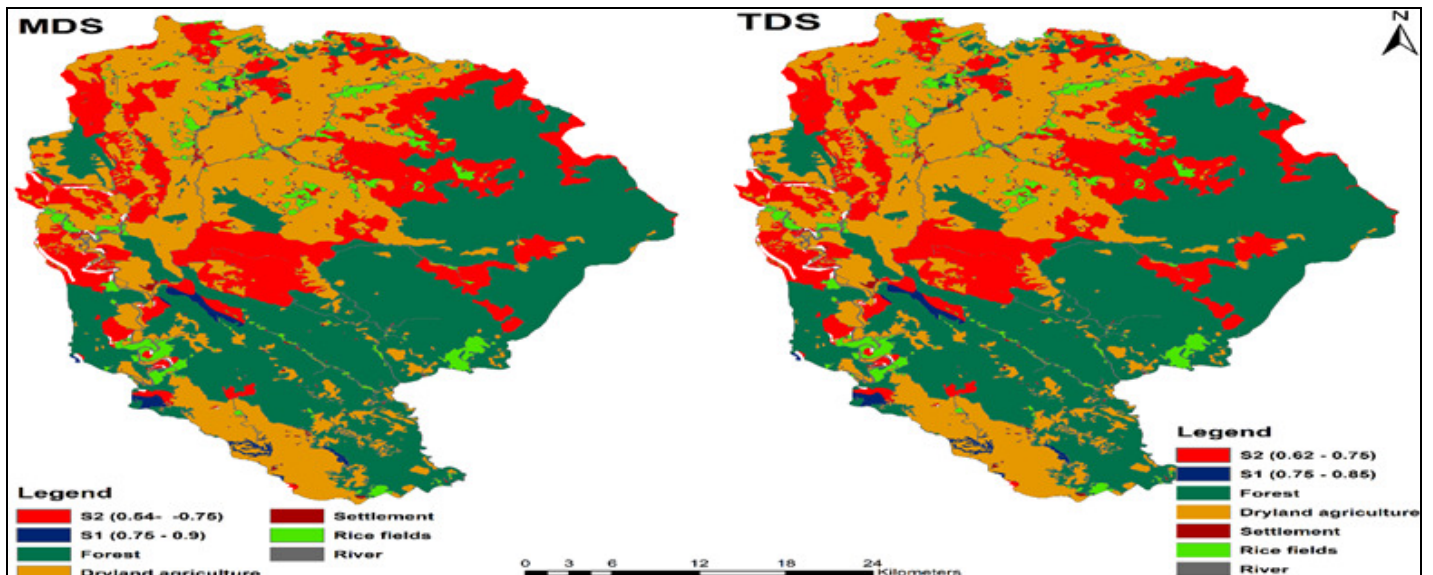 MDS
TDS
N
Legend
S2 (0.54- -0.75)
S1 (0.75 - 0.9)
Forest
Dryland agriculture
Settlement
Rice fields
River
0 3 6 12 18 24
Kilometers
Legend
S2 (0.62 - 0.75)
S1 (0.75 - 0.85)
Forest
Dryland agriculture
Settlement
Rice fields
River